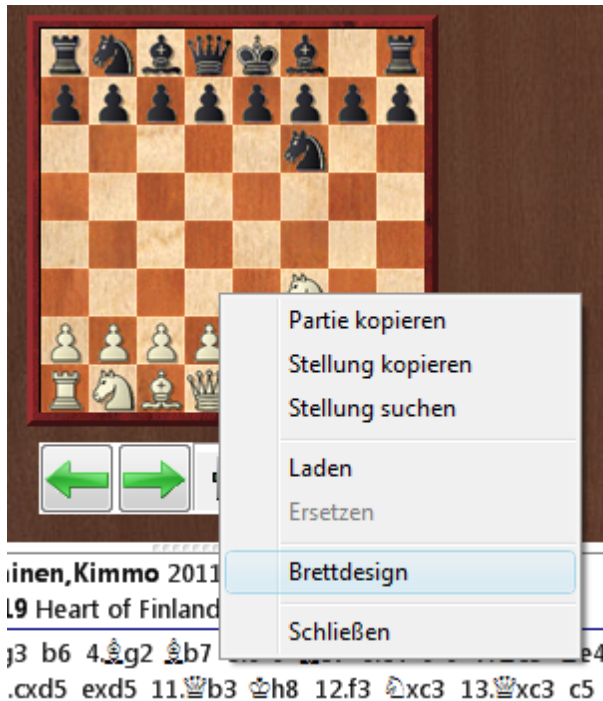 Partie kopieren
Stellung kopieren
Stellung suchen
Laden
Ersetzen
Brettdesign
Schließen
inen,Kimmo 2011
19 Heart of Finland
g3 b6 4.♗g2 ♗b7
.cxd5 exd5 11.♕b3 ♔h8 12.f3 ♘xc3 13.♕xc3 c5